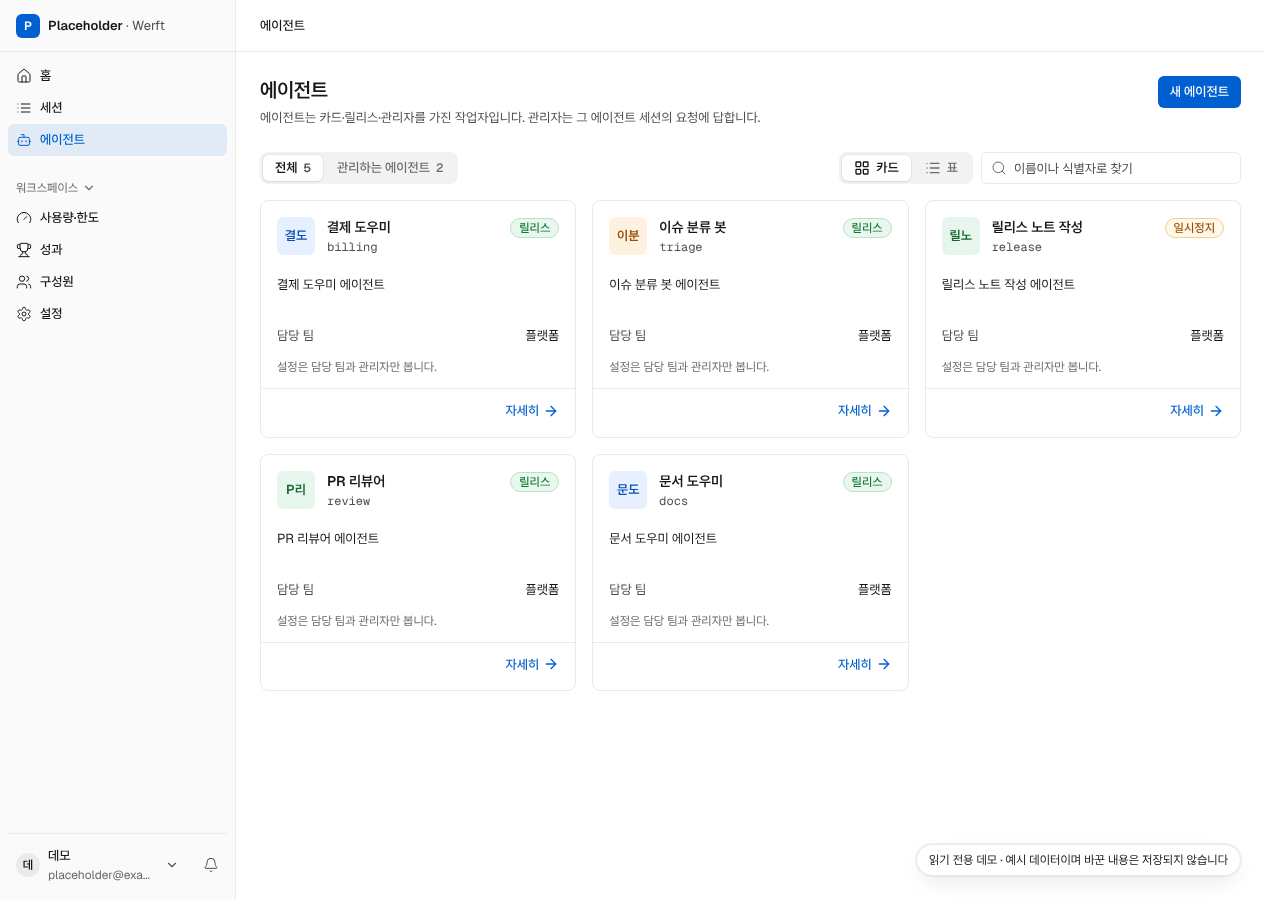 P Placeholder · Werft
홈
세션
에이전트
워크스페이스
사용량·한도
성과
구성원
설정
데 데모
placeholder@exa...
에이전트
에이전트
에이전트는 카드·릴리스·관리자를 가진 작업자입니다. 관리자는 그 에이전트 세션의 요청에 답합니다.
새 에이전트
전체 5 관리하는 에이전트 2
카드 표 이름이나 식별자로 찾기
결도 결제 도우미 릴리스
billing
결제 도우미 에이전트
담당 팀 플랫폼
설정은 담당 팀과 관리자만 봅니다.
자세히
이분 이슈 분류 봇 릴리스
triage
이슈 분류 봇 에이전트
담당 팀 플랫폼
설정은 담당 팀과 관리자만 봅니다.
자세히
릴노 릴리스 노트 작성 일시정지
release
릴리스 노트 작성 에이전트
담당 팀 플랫폼
설정은 담당 팀과 관리자만 봅니다.
자세히
P리 PR 리뷰어 릴리스
review
PR 리뷰어 에이전트
담당 팀 플랫폼
설정은 담당 팀과 관리자만 봅니다.
자세히
문도 문서 도우미 릴리스
docs
문서 도우미 에이전트
담당 팀 플랫폼
설정은 담당 팀과 관리자만 봅니다.
자세히
읽기 전용 데모 · 예시 데이터이며 바꾼 내용은 저장되지 않습니다